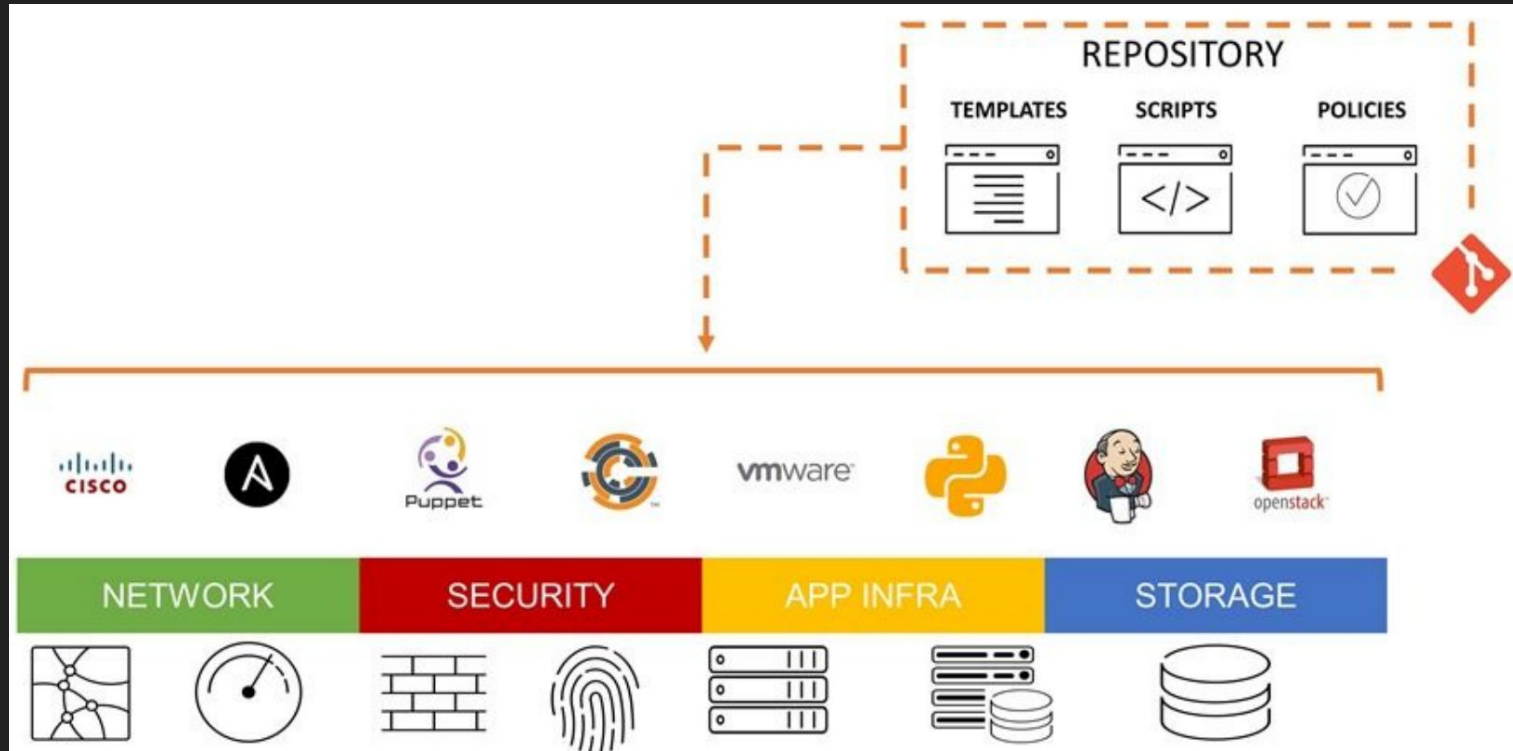 REPOSITORY
TEMPLATES SCRIPTS POLICIES
</>
CISCO
A
Puppet
vmware
openstack
NETWORK SECURITY APP INFRA STORAGE